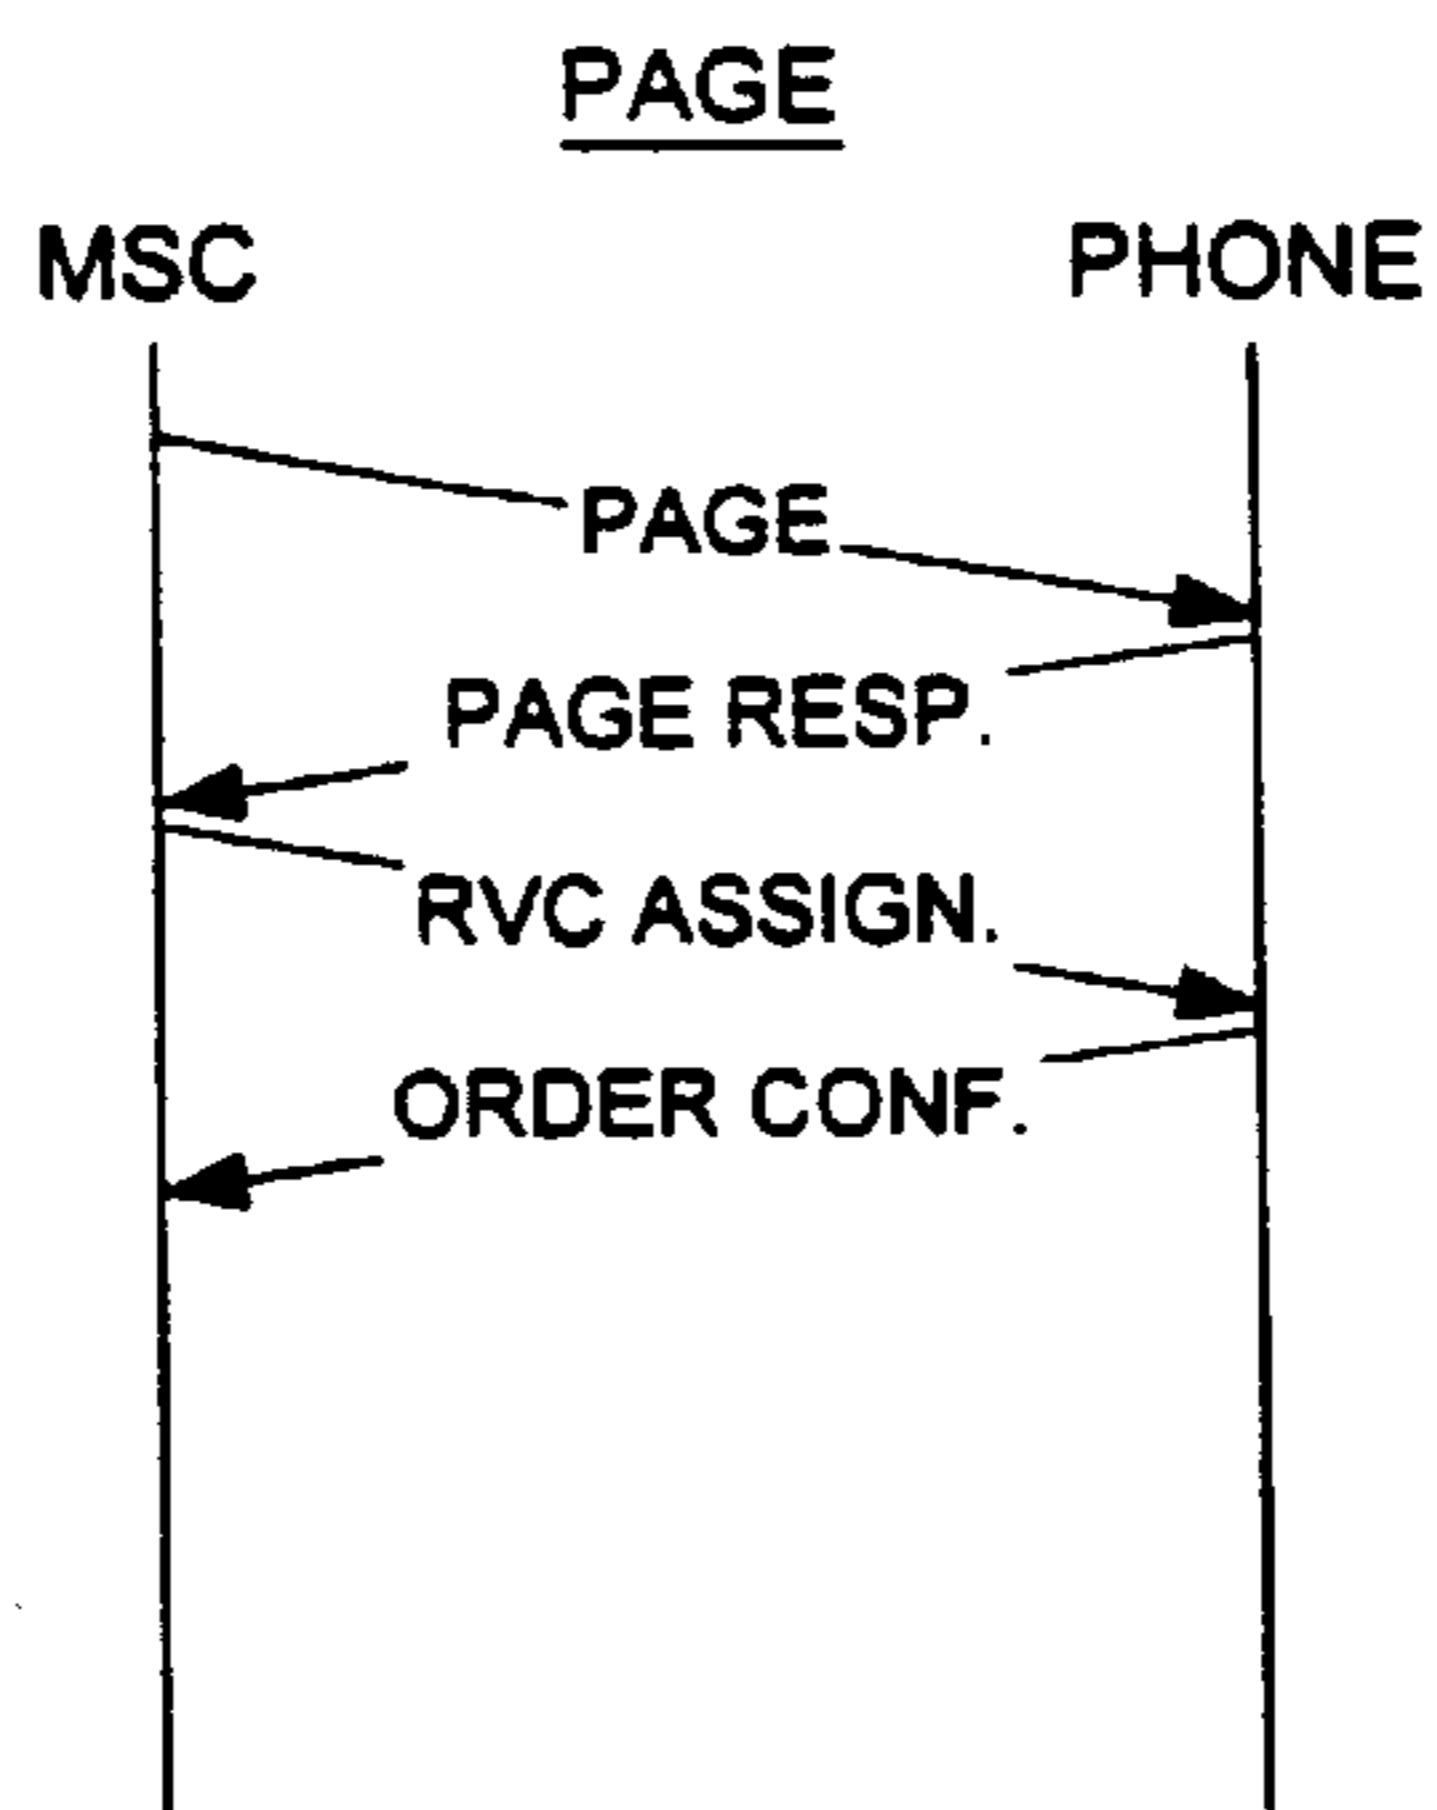 PAGE
MSC PHONE
PAGE
PAGE RESP.
RVC ASSIGN.
ORDER CONF.